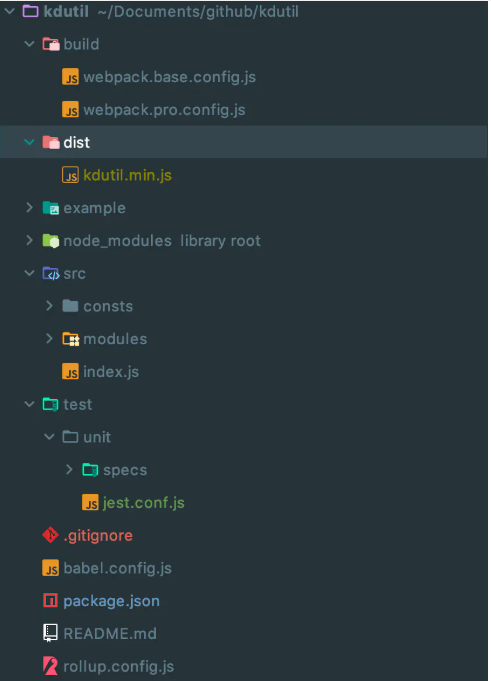 kdutil ~/Documents/github/kdutil
build
JS webpack.base.config.js
JS webpack.pro.config.js
dist
JS kdutil.min.js
example
node_modules library root
src
consts
modules
JS index.js
test
unit
specs
JS jest.conf.js
.gitignore
JS babel.config.js
package.json
README.md
rollup.config.js